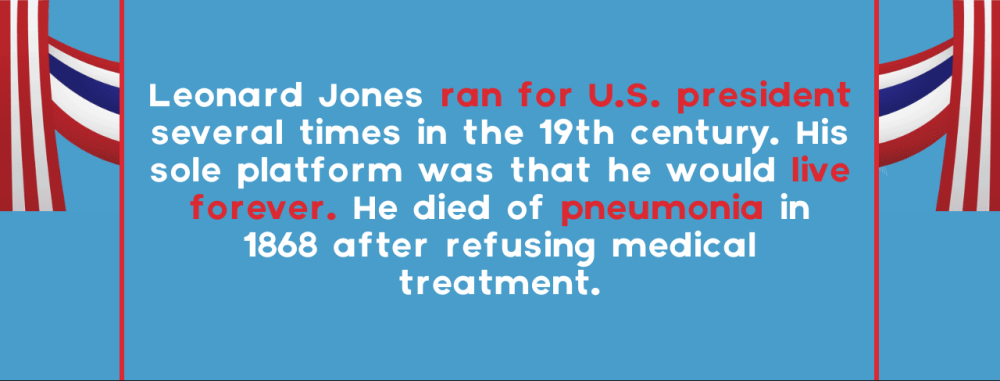 Leonard Jones ran for U.S. president
several times in the 19th century. His
sole platform was that he would live
forever. He died of pneumonia in
1868 after refusing medical
treatment.